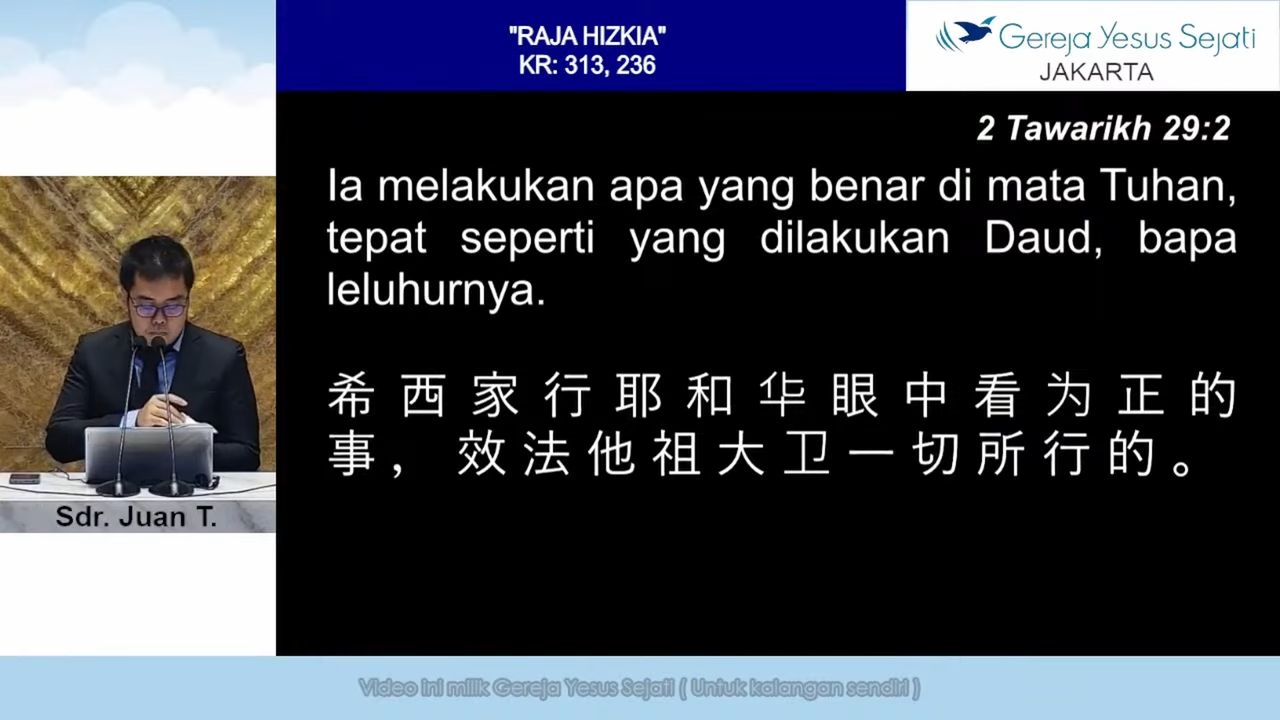 "RAJA HIZKIA"
KR: 313, 236
Gereja Yesus Sejati
JAKARTA
2 Tawarikh 29:2
Ia melakukan apa yang benar di mata Tuhan,
tepat seperti yang dilakukan Daud, bapa
leluhurnya.
希西家行耶和华眼中看为正的
事，效法他祖大卫一切所行的。
Sdr. Juan T.
Video ini milik Gereja Yesus Sejati ( Untuk kalangan sendiri )